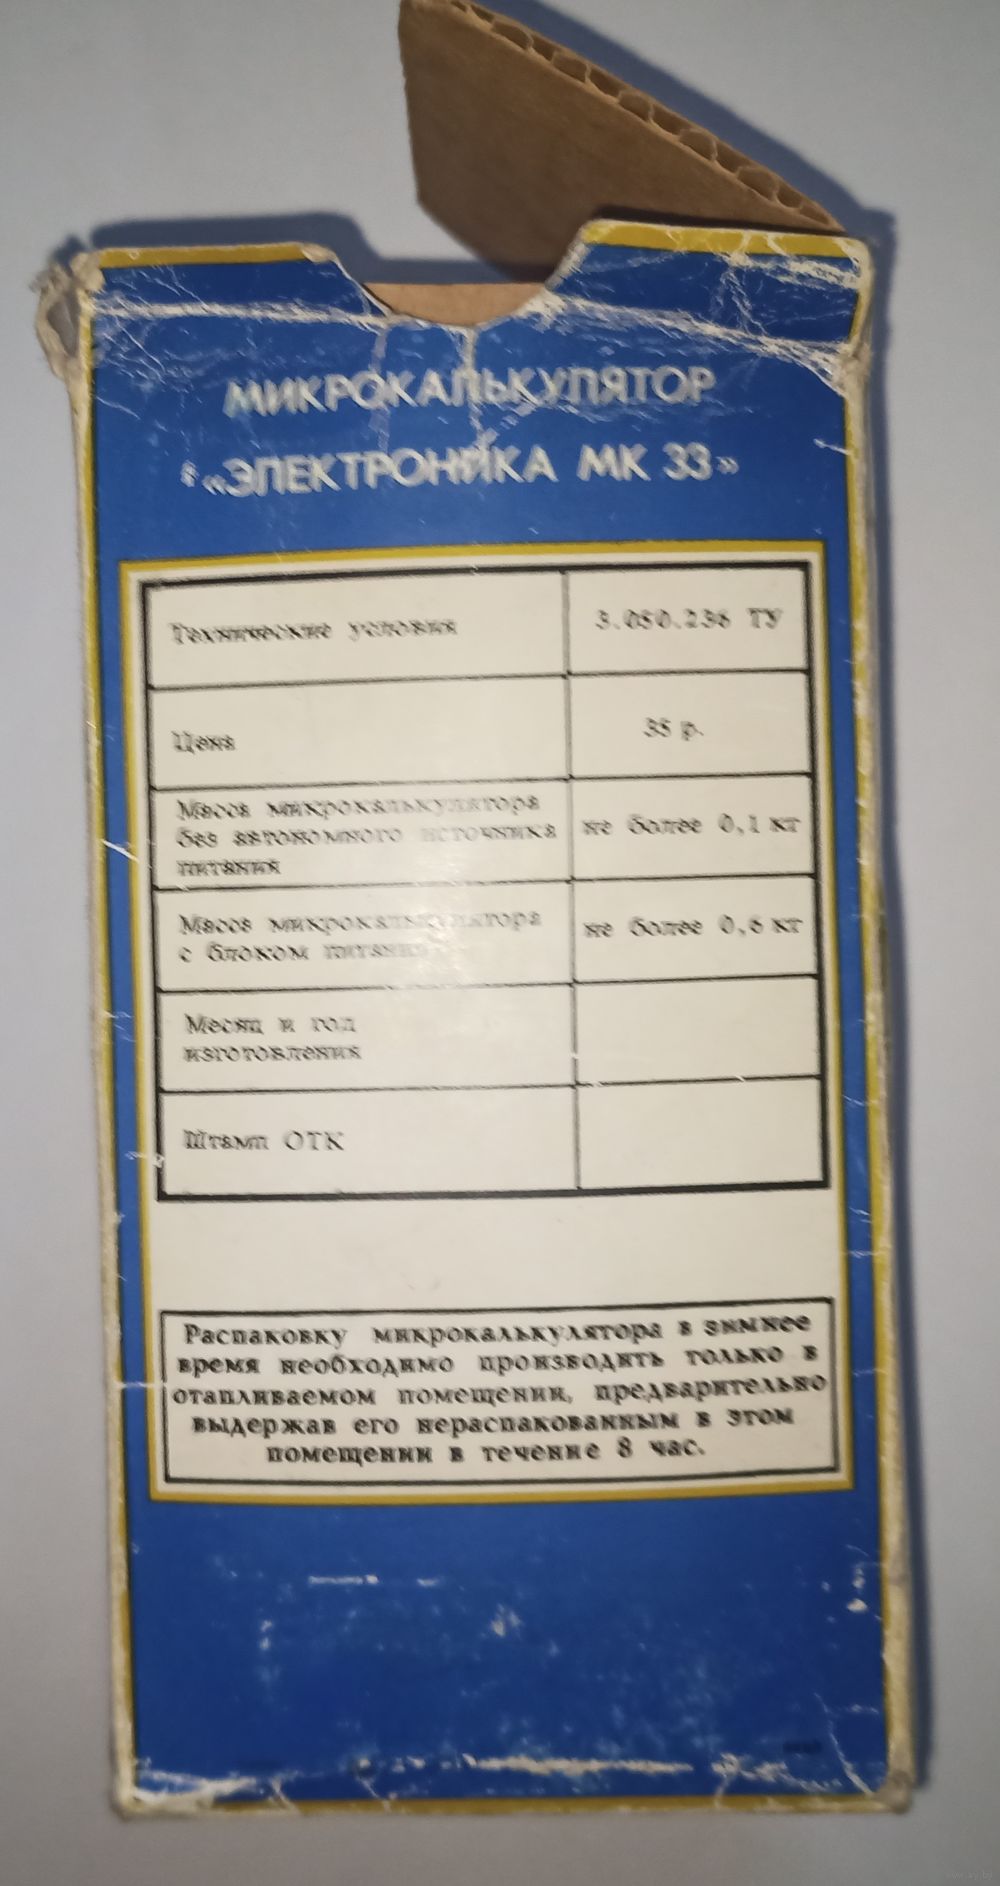 МИКРОКАЛЬКУЛЯТОР
«ЭЛЕКТРОНИКА МК 33»
Технические условия 3.050.236 ТУ
Цена 35 р.
Масса микрокалькулятора
без автономного источника
питания
не более 0,1 кг
Масса микрокалькулятора
с блоком питания
не более 0,6 кг
Месяц и год
изготовления
Штамп ОТК
Распаковку микрокалькулятора в зимнее
время необходимо производить только в
отапливаемом помещении, предварительно
выдержав его нераспакованным в этом
помещении в течение 8 час.